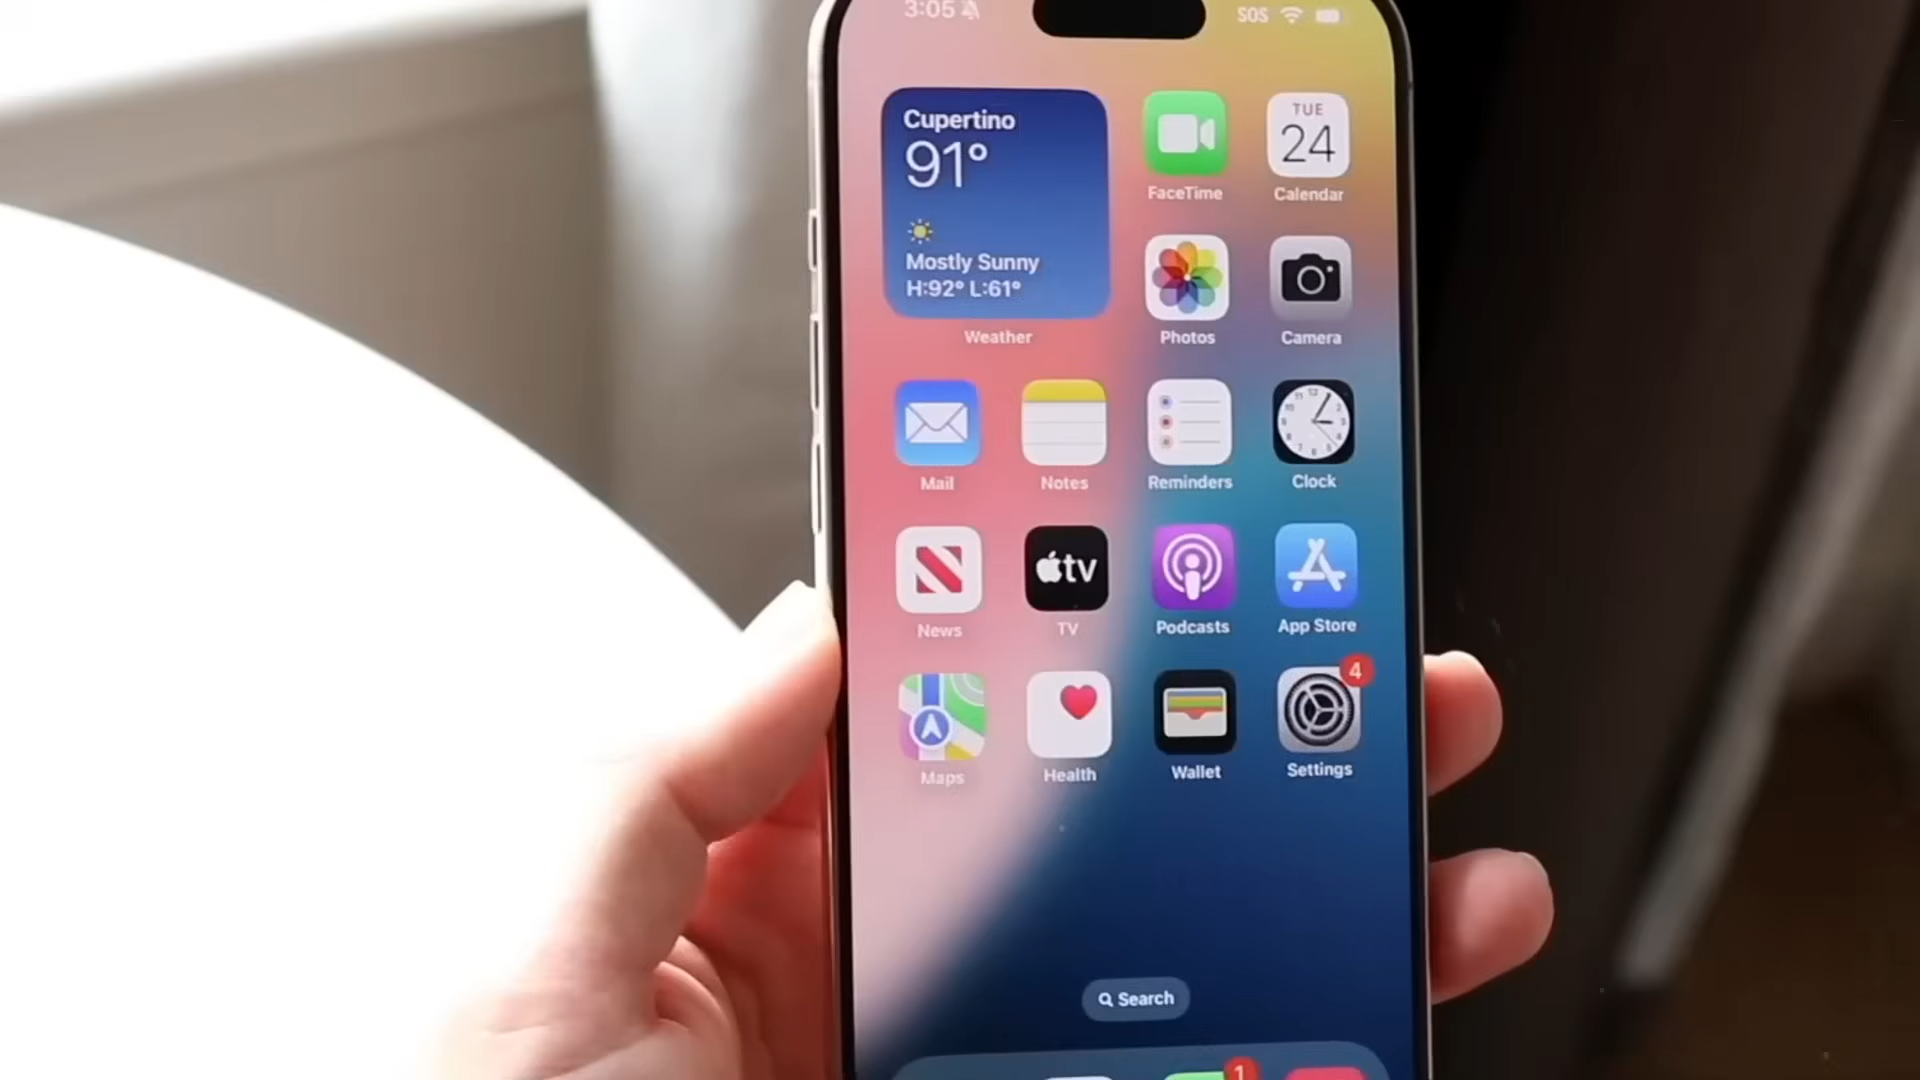 3:05
SOS
Cupertino
91°
Mostly Sunny
H:92° L:61°
Weather
FaceTime
TUE
24
Calendar
Photos
Camera
Mail
Notes
Reminders
Clock
News
tv
TV
Podcasts
App Store
Maps
Health
Wallet
4
Settings
Search
1